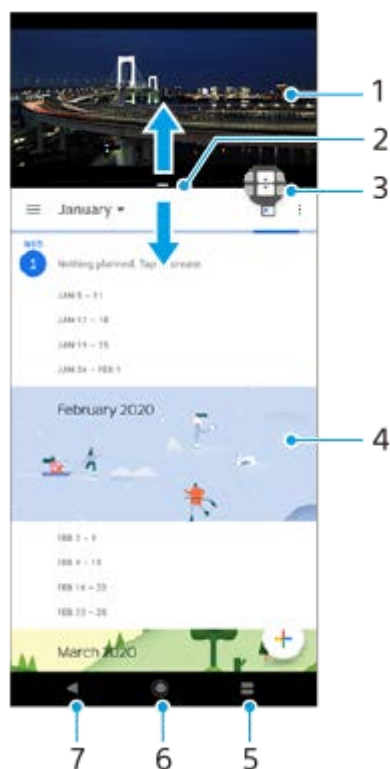 1
2
3
January
WED
1
Nothing planned. Tap to create
JAN 5 – 11
JAN 12 – 18
JAN 19 – 25
JAN 26 – FEB 1
February 2020
4
FEB 2 – 8
FEB 9 – 15
FEB 16 – 22
FEB 23 – 29
March 2020
7 6 5